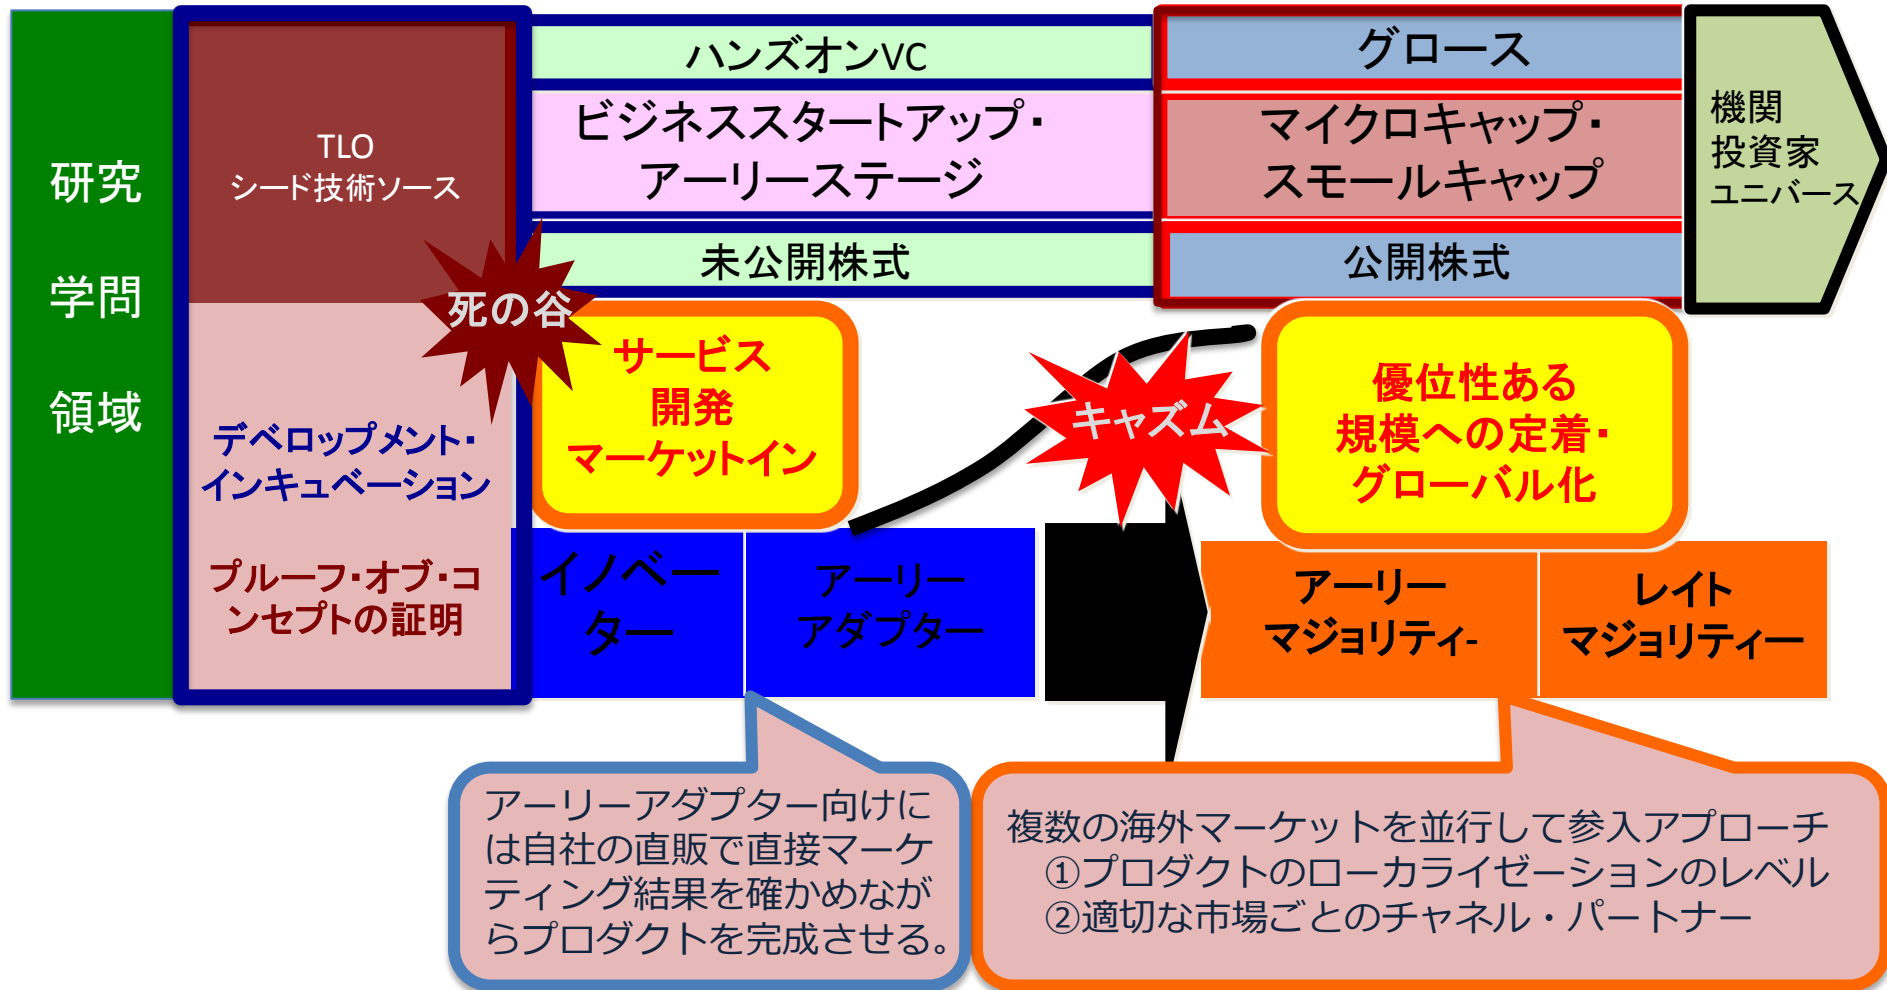 研究
学問
領域
TLO
シード技術ソース
デベロップメント・
インキュベーション
プルーフ・オブ・コ
ンセプトの証明
死の谷
ハンズオンVC
ビジネススタートアップ・
アーリーステージ
未公開株式
グロース
マイクロキャップ・
スモールキャップ
公開株式
機関
投資家
ユニバース
サービス
開発
マーケットイン
キャズム
優位性ある
規模への定着・
グローバル化
イノベー
ター
アーリー
アダプター
アーリー
マジョリティ-
レイト
マジョリティー
アーリーアダプター向けに
は自社の直販で直接マーケ
ティング結果を確かめなが
らプロダクトを完成させる。
複数の海外マーケットを並行して参入アプローチ
①プロダクトのローカライゼーションのレベル
②適切な市場ごとのチャネル・パートナー